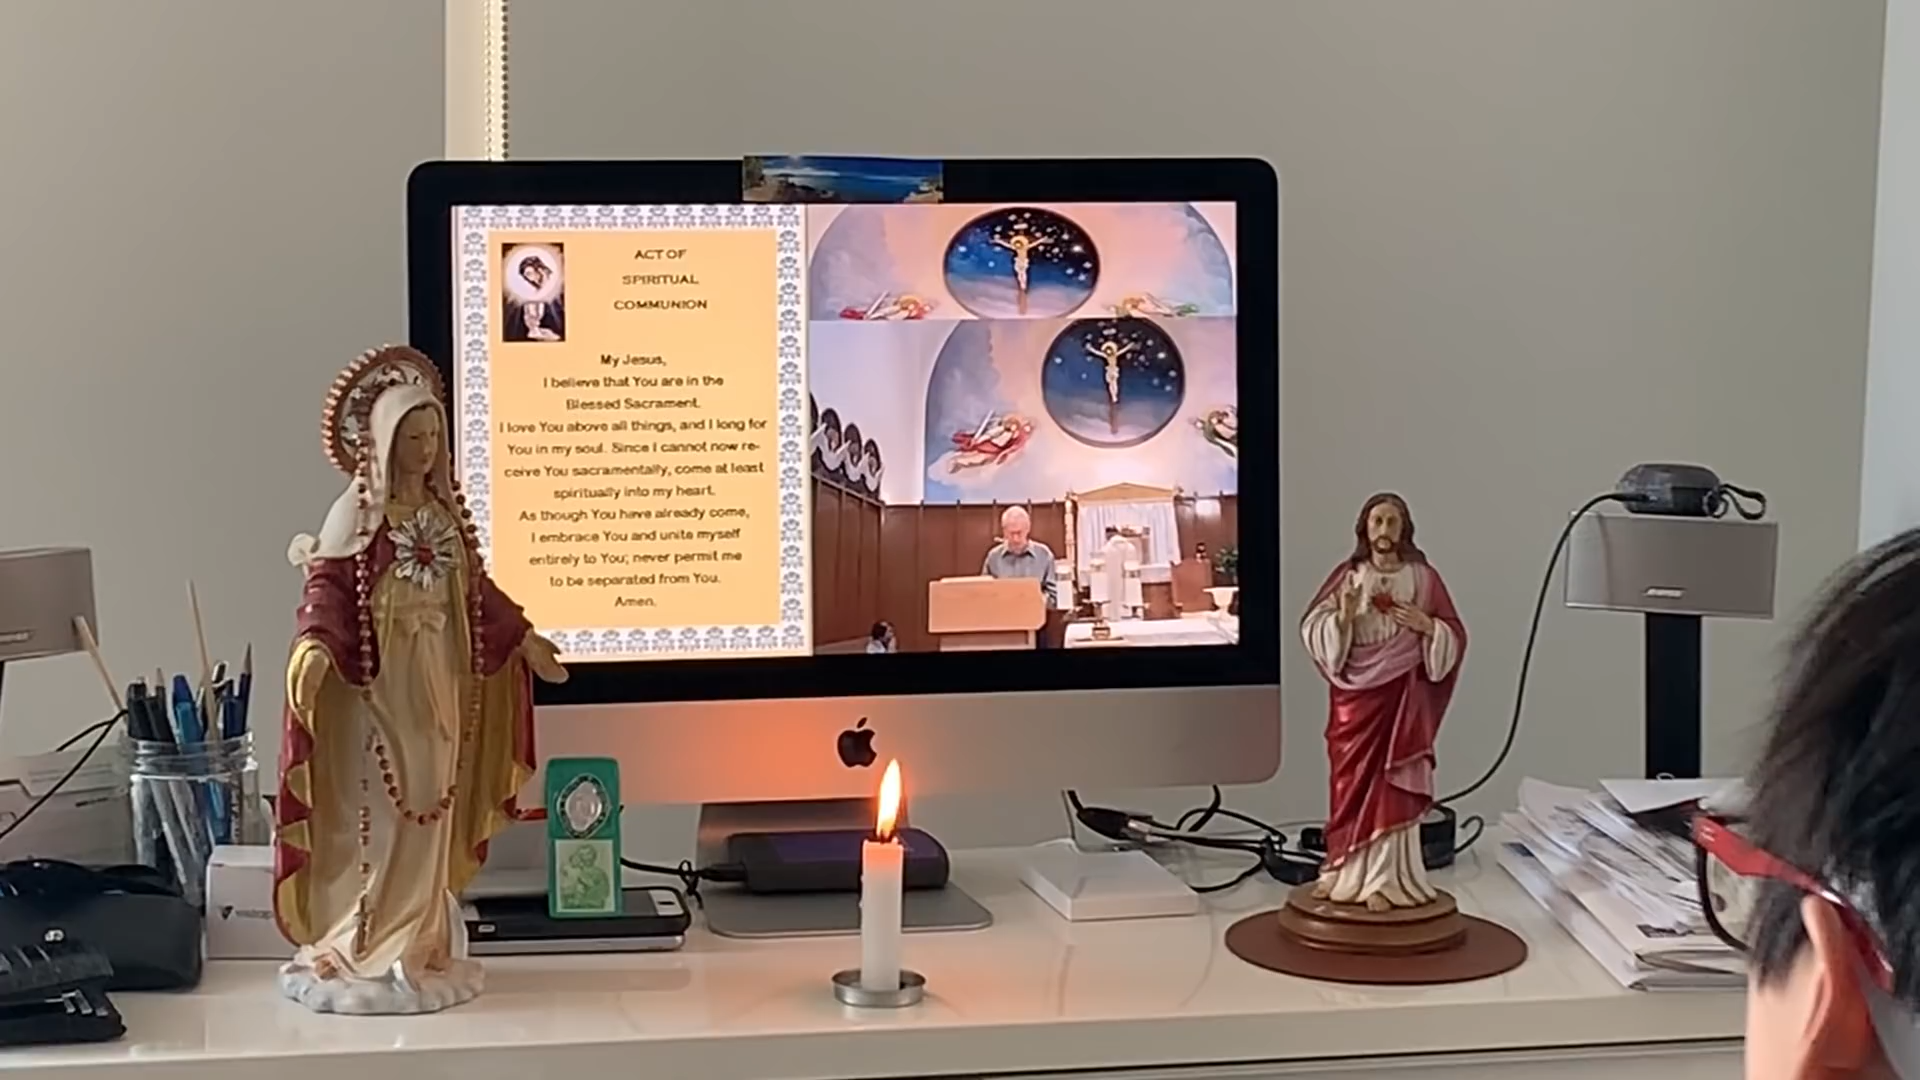 ACT OF
SPIRITUAL
COMMUNION
My Jesus,
I believe that You are in the
Blessed Sacrament.
I love You above all things, and I long for
You in my soul. Since I cannot now re-
ceive You sacramentally, come at least
spiritually into my heart.
As though You have already come,
I embrace You and unite myself
entirely to You; never permit me
to be separated from You.
Amen.